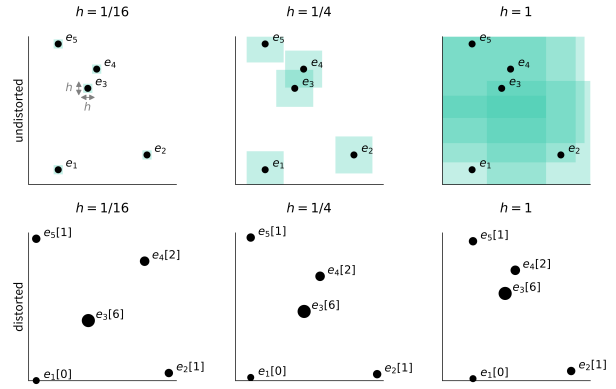 h = 1/16
h = 1/4
h = 1
undistorted
e5
e4
e3
h
h
e1
e2
e5
e4
e3
e1
e2
e5
e4
e3
e1
e2
h = 1/16
h = 1/4
h = 1
distorted
e5[1]
e4[2]
e3[6]
e2[1]
e1[0]
e5[1]
e4[2]
e3[6]
e2[1]
e1[0]
e5[1]
e4[2]
e3[6]
e2[1]
e1[0]